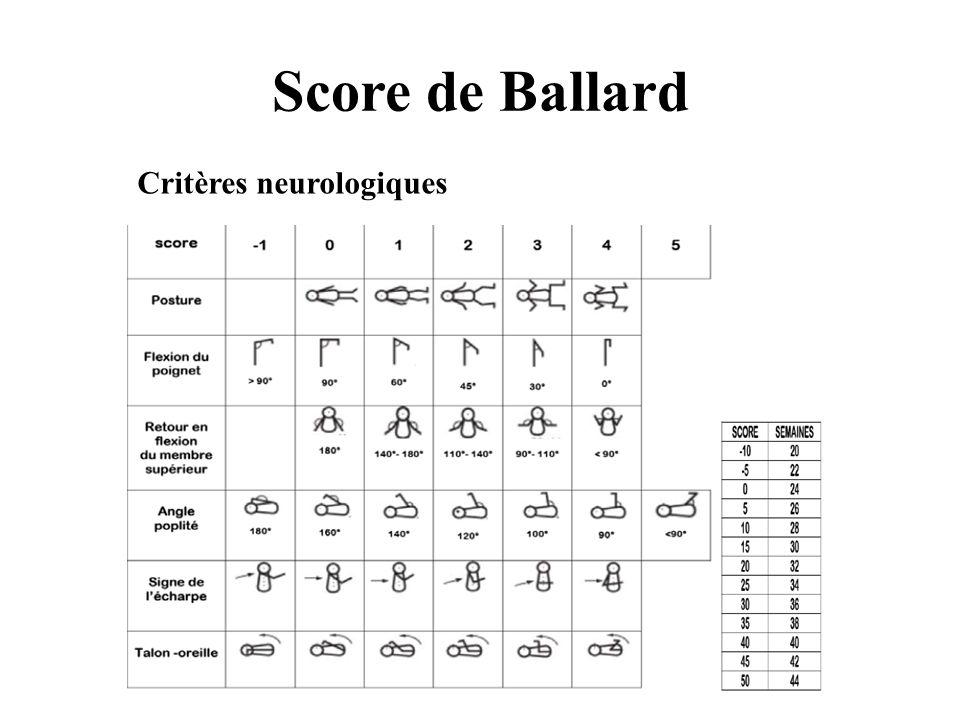 Score de Ballard
Critères neurologiques
score -1 0 1 2 3 4 5
Posture
Flexion du
poignet
> 90° 90° 60° 45° 30° 0°
Retour en
flexion
du membre
supérieur
180° 140°- 180° 110°- 140° 90°- 110° < 90°
Angle
poplité
180° 160° 140° 120° 100° 90° <90°
Signe de
l'écharpe
Talon -oreille
SCORE SEMAINES
-10 20
-5 22
0 24
5 26
10 28
15 30
20 32
25 34
30 36
35 38
40 40
45 42
50 44